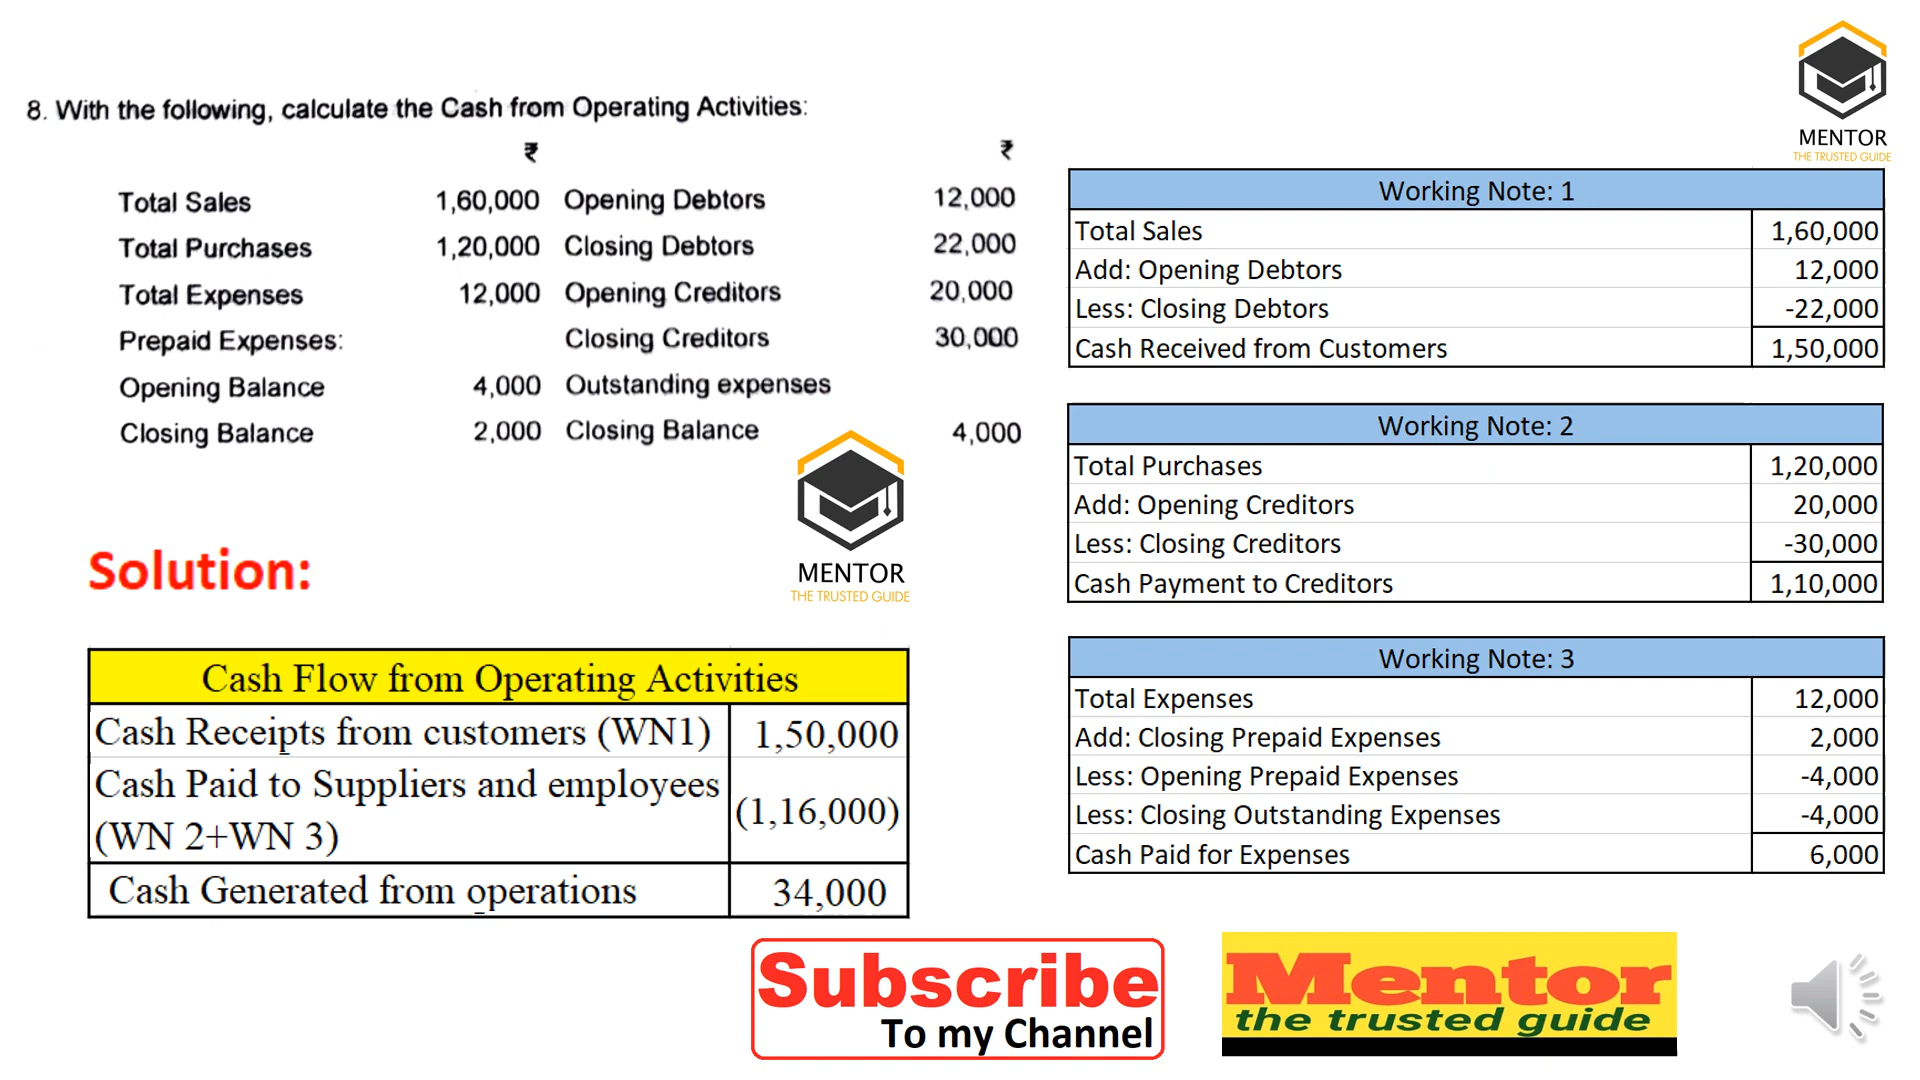 8. With the following, calculate the Cash from Operating Activities:
₹ ₹
Total Sales 1,60,000 Opening Debtors 12,000
Total Purchases 1,20,000 Closing Debtors 22,000
Total Expenses 12,000 Opening Creditors 20,000
Prepaid Expenses: Closing Creditors 30,000
Opening Balance 4,000 Outstanding expenses
Closing Balance 2,000 Closing Balance 4,000
MENTOR
THE TRUSTED GUIDE
Solution:
Cash Flow from Operating Activities
Cash Receipts from customers (WN1) 1,50,000
Cash Paid to Suppliers and employees
(WN 2+WN 3) (1,16,000)
Cash Generated from operations 34,000
MENTOR
THE TRUSTED GUIDE
Working Note: 1
Total Sales 1,60,000
Add: Opening Debtors 12,000
Less: Closing Debtors -22,000
Cash Received from Customers 1,50,000
Working Note: 2
Total Purchases 1,20,000
Add: Opening Creditors 20,000
Less: Closing Creditors -30,000
Cash Payment to Creditors 1,10,000
Working Note: 3
Total Expenses 12,000
Add: Closing Prepaid Expenses 2,000
Less: Opening Prepaid Expenses -4,000
Less: Closing Outstanding Expenses -4,000
Cash Paid for Expenses 6,000
Subscribe
To my Channel
Mentor
the trusted guide